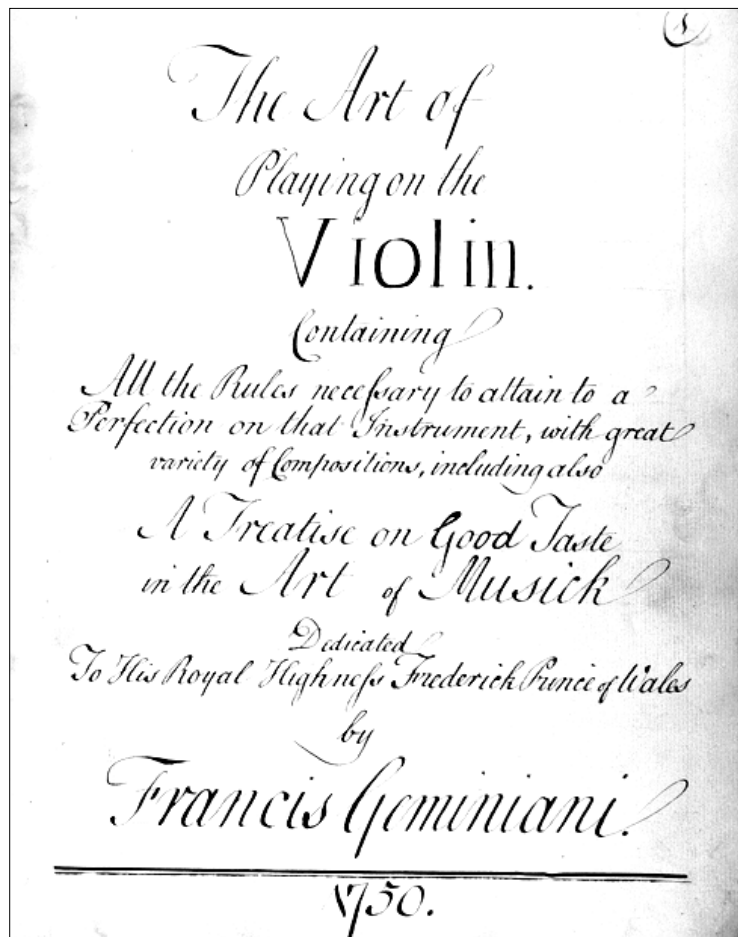 1
The Art of
Playing on the
Violin.
Containing
All the Rules neceſsary to attain to a
Perfection on that Instrument, with great
variety of Compositions, including also
A Treatise on Good Taste
in the Art of Musick
Dedicated
To His Royal Highneſs Frederick Prince of Wales
by
Francis Geminiani.
1750.